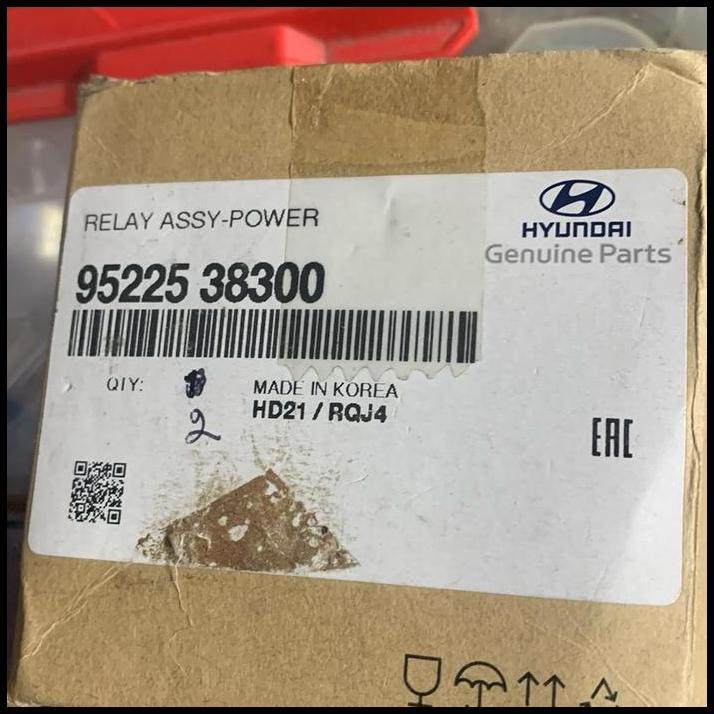 RELAY ASSY-POWER
HYUNDAI
Genuine Parts
95225 38300
QTY:
2
MADE IN KOREA
HD21 / RQJ4
EAC